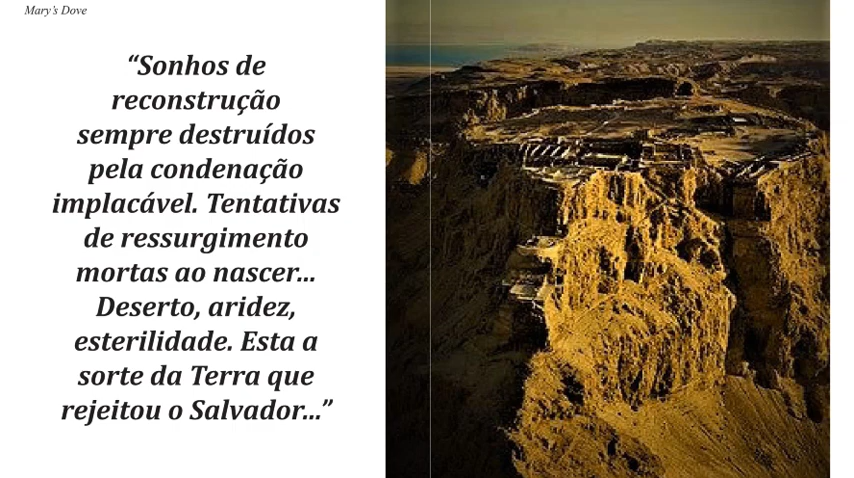 Mary's Dove
“Sonhos de
reconstrução
sempre destruídos
pela condenação
implacável. Tentativas
de ressurgimento
mortas ao nascer...
Deserto, aridez,
esterilidade. Esta a
sorte da Terra que
rejeitou o Salvador...”